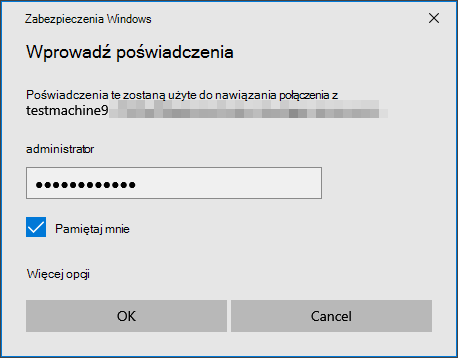 Zabezpieczenia Windows
Wprowadź poświadczenia
Poświadczenia te zostaną użyte do nawiązania połączenia z
testmachine9
administrator
●●●●●●●●●●●●
Pamiętaj mnie
Więcej opcji
OK
Cancel